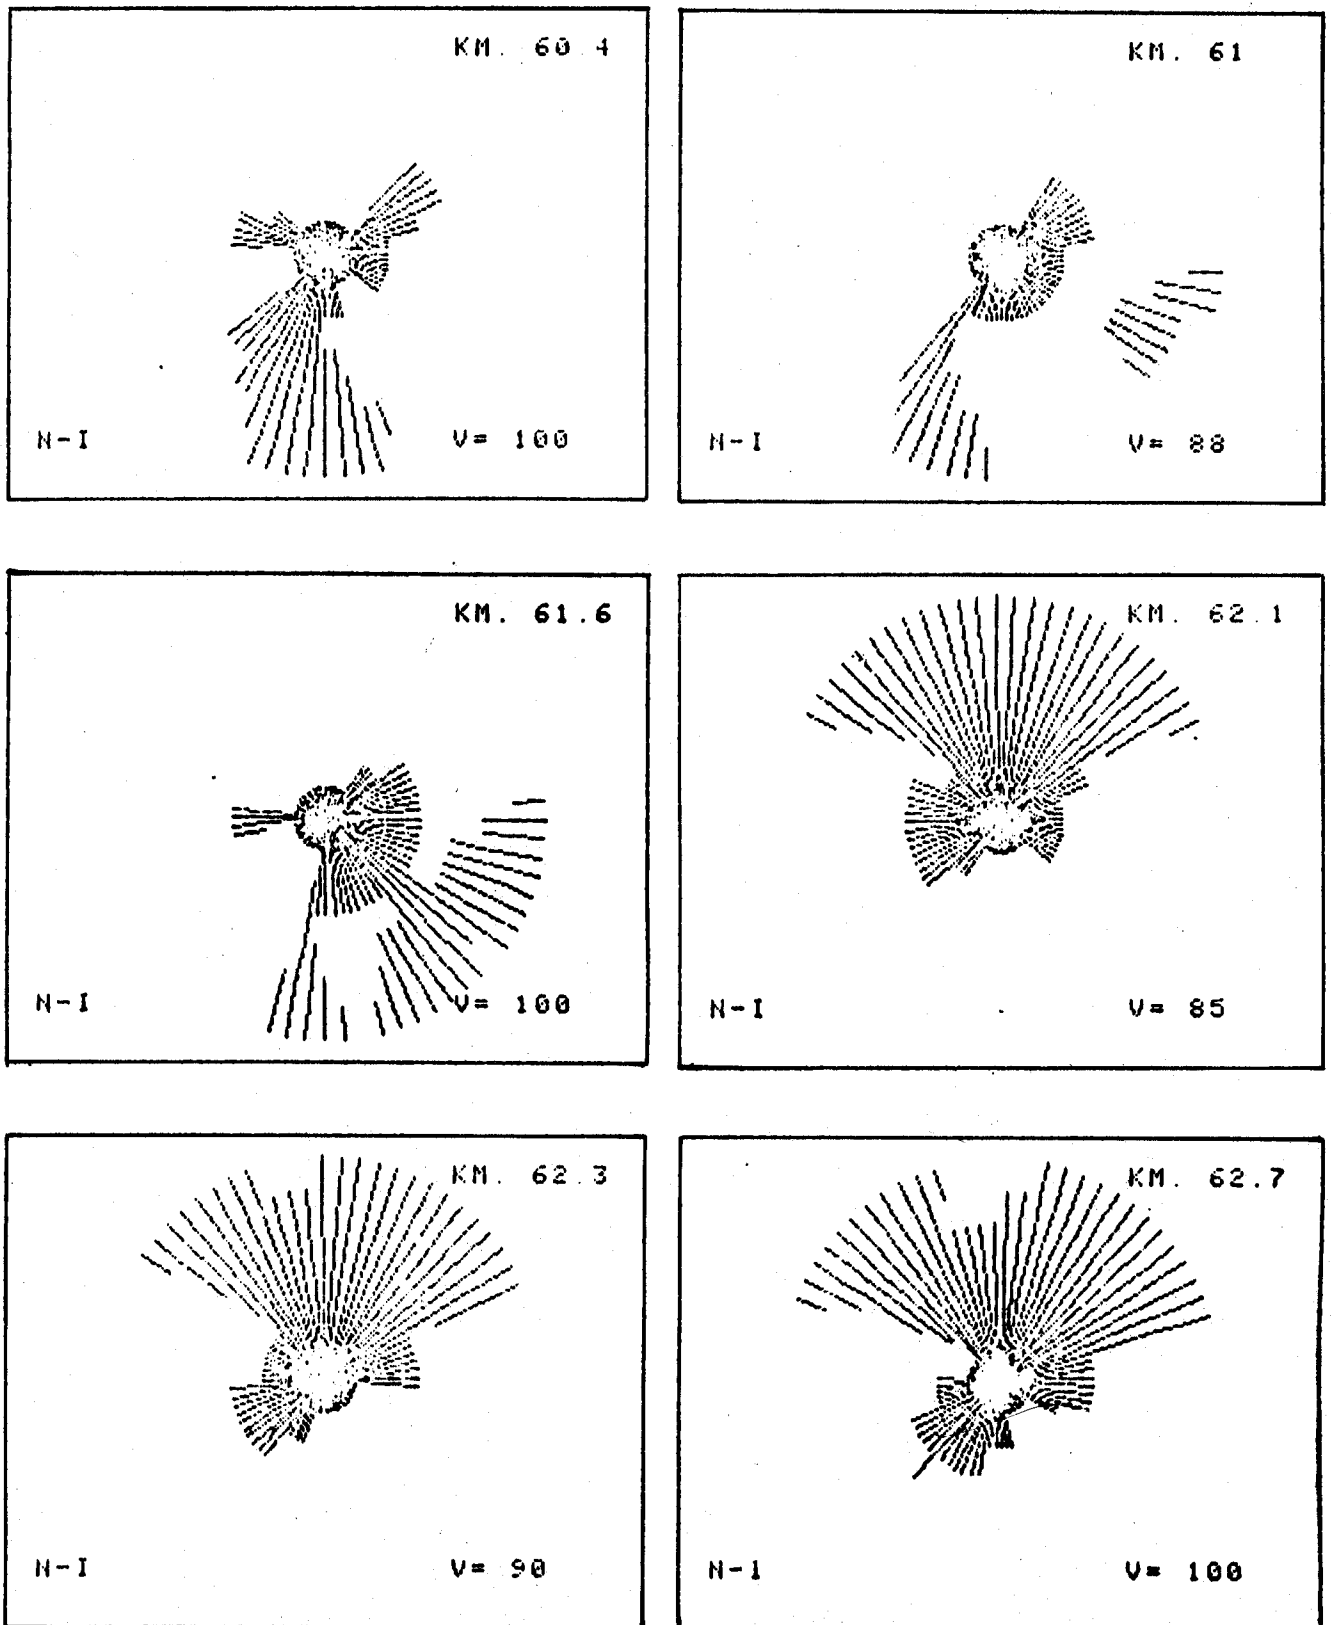 KM. 60.4
N-I
V= 100
KM. 61
N-I
V= 88
KM. 61.6
N-I
V= 100
KM. 62.1
N-I
V= 85
KM. 62.3
N-I
V= 90
KM. 62.7
N-1
V= 100